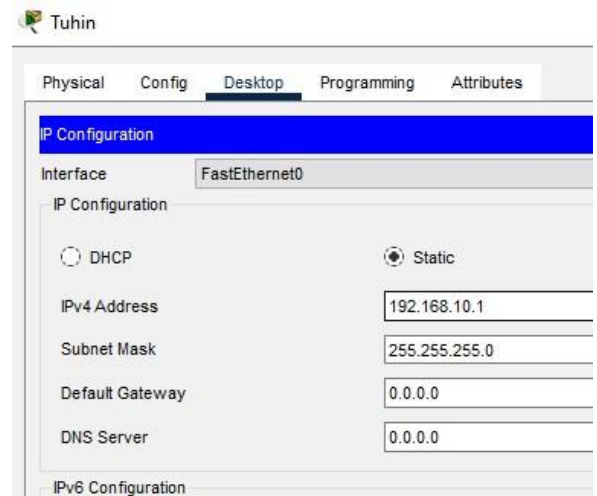 Tuhin
Physical Config Desktop Programming Attributes
IP Configuration
Interface FastEthernet0
IP Configuration
DHCP Static
IPv4 Address 192.168.10.1
Subnet Mask 255.255.255.0
Default Gateway 0.0.0.0
DNS Server 0.0.0.0
IPv6 Configuration